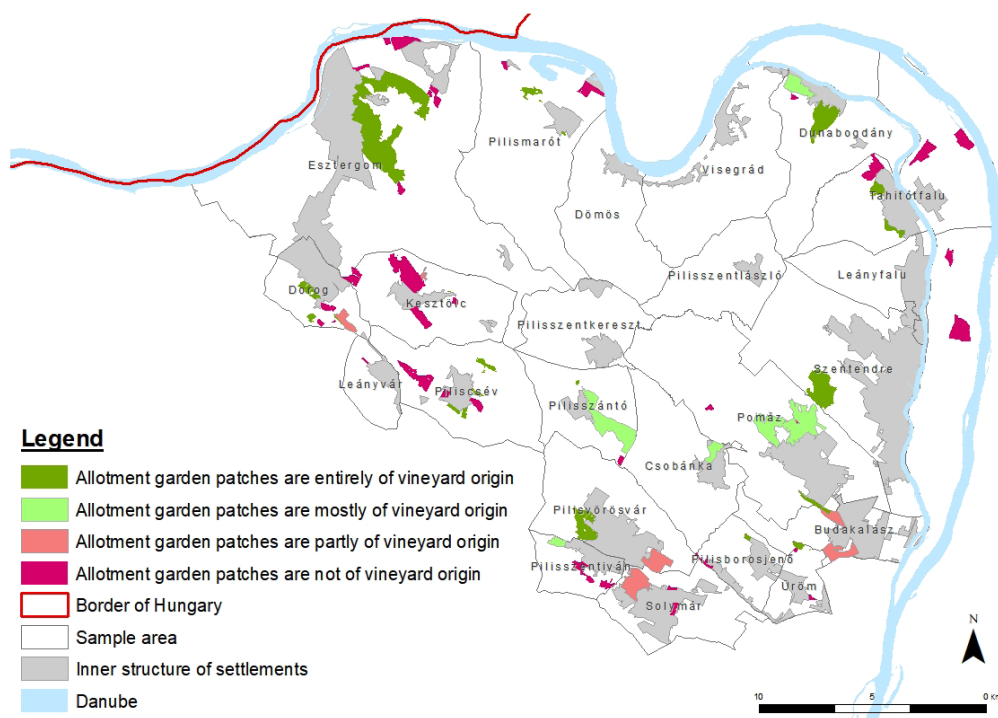 Esztergom
Pilismarót
Visegrád
Dunabogdány
Dömös
Tahitótfalu
Pilisszentlászló
Leányfalu
Dorog
Kesztölc
Pilisszentkereszt
Leányvár
Piliscsév
Szentendre
Pilisszántó
Pomáz
Csobánka
Pilisvörösvár
Budakalász
Pilisszentiván
Pilisborosjenő
Üröm
Solymár
Legend
Allotment garden patches are entirely of vineyard origin
Allotment garden patches are mostly of vineyard origin
Allotment garden patches are partly of vineyard origin
Allotment garden patches are not of vineyard origin
Border of Hungary
Sample area
Inner structure of settlements
Danube
N
10 5 0 Km